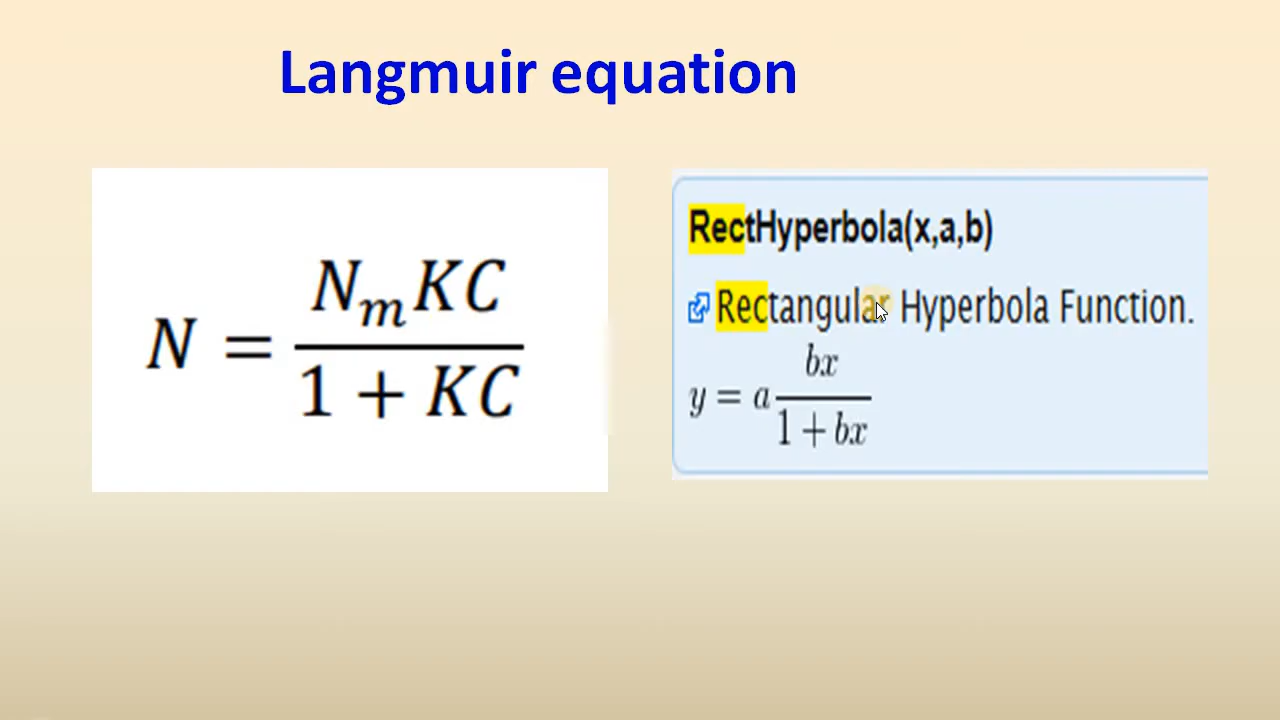 Langmuir equation
N = N_m KC / 1 + KC
RectHyperbola(x,a,b)
Rectangular Hyperbola Function.
y = a bx / 1 + bx